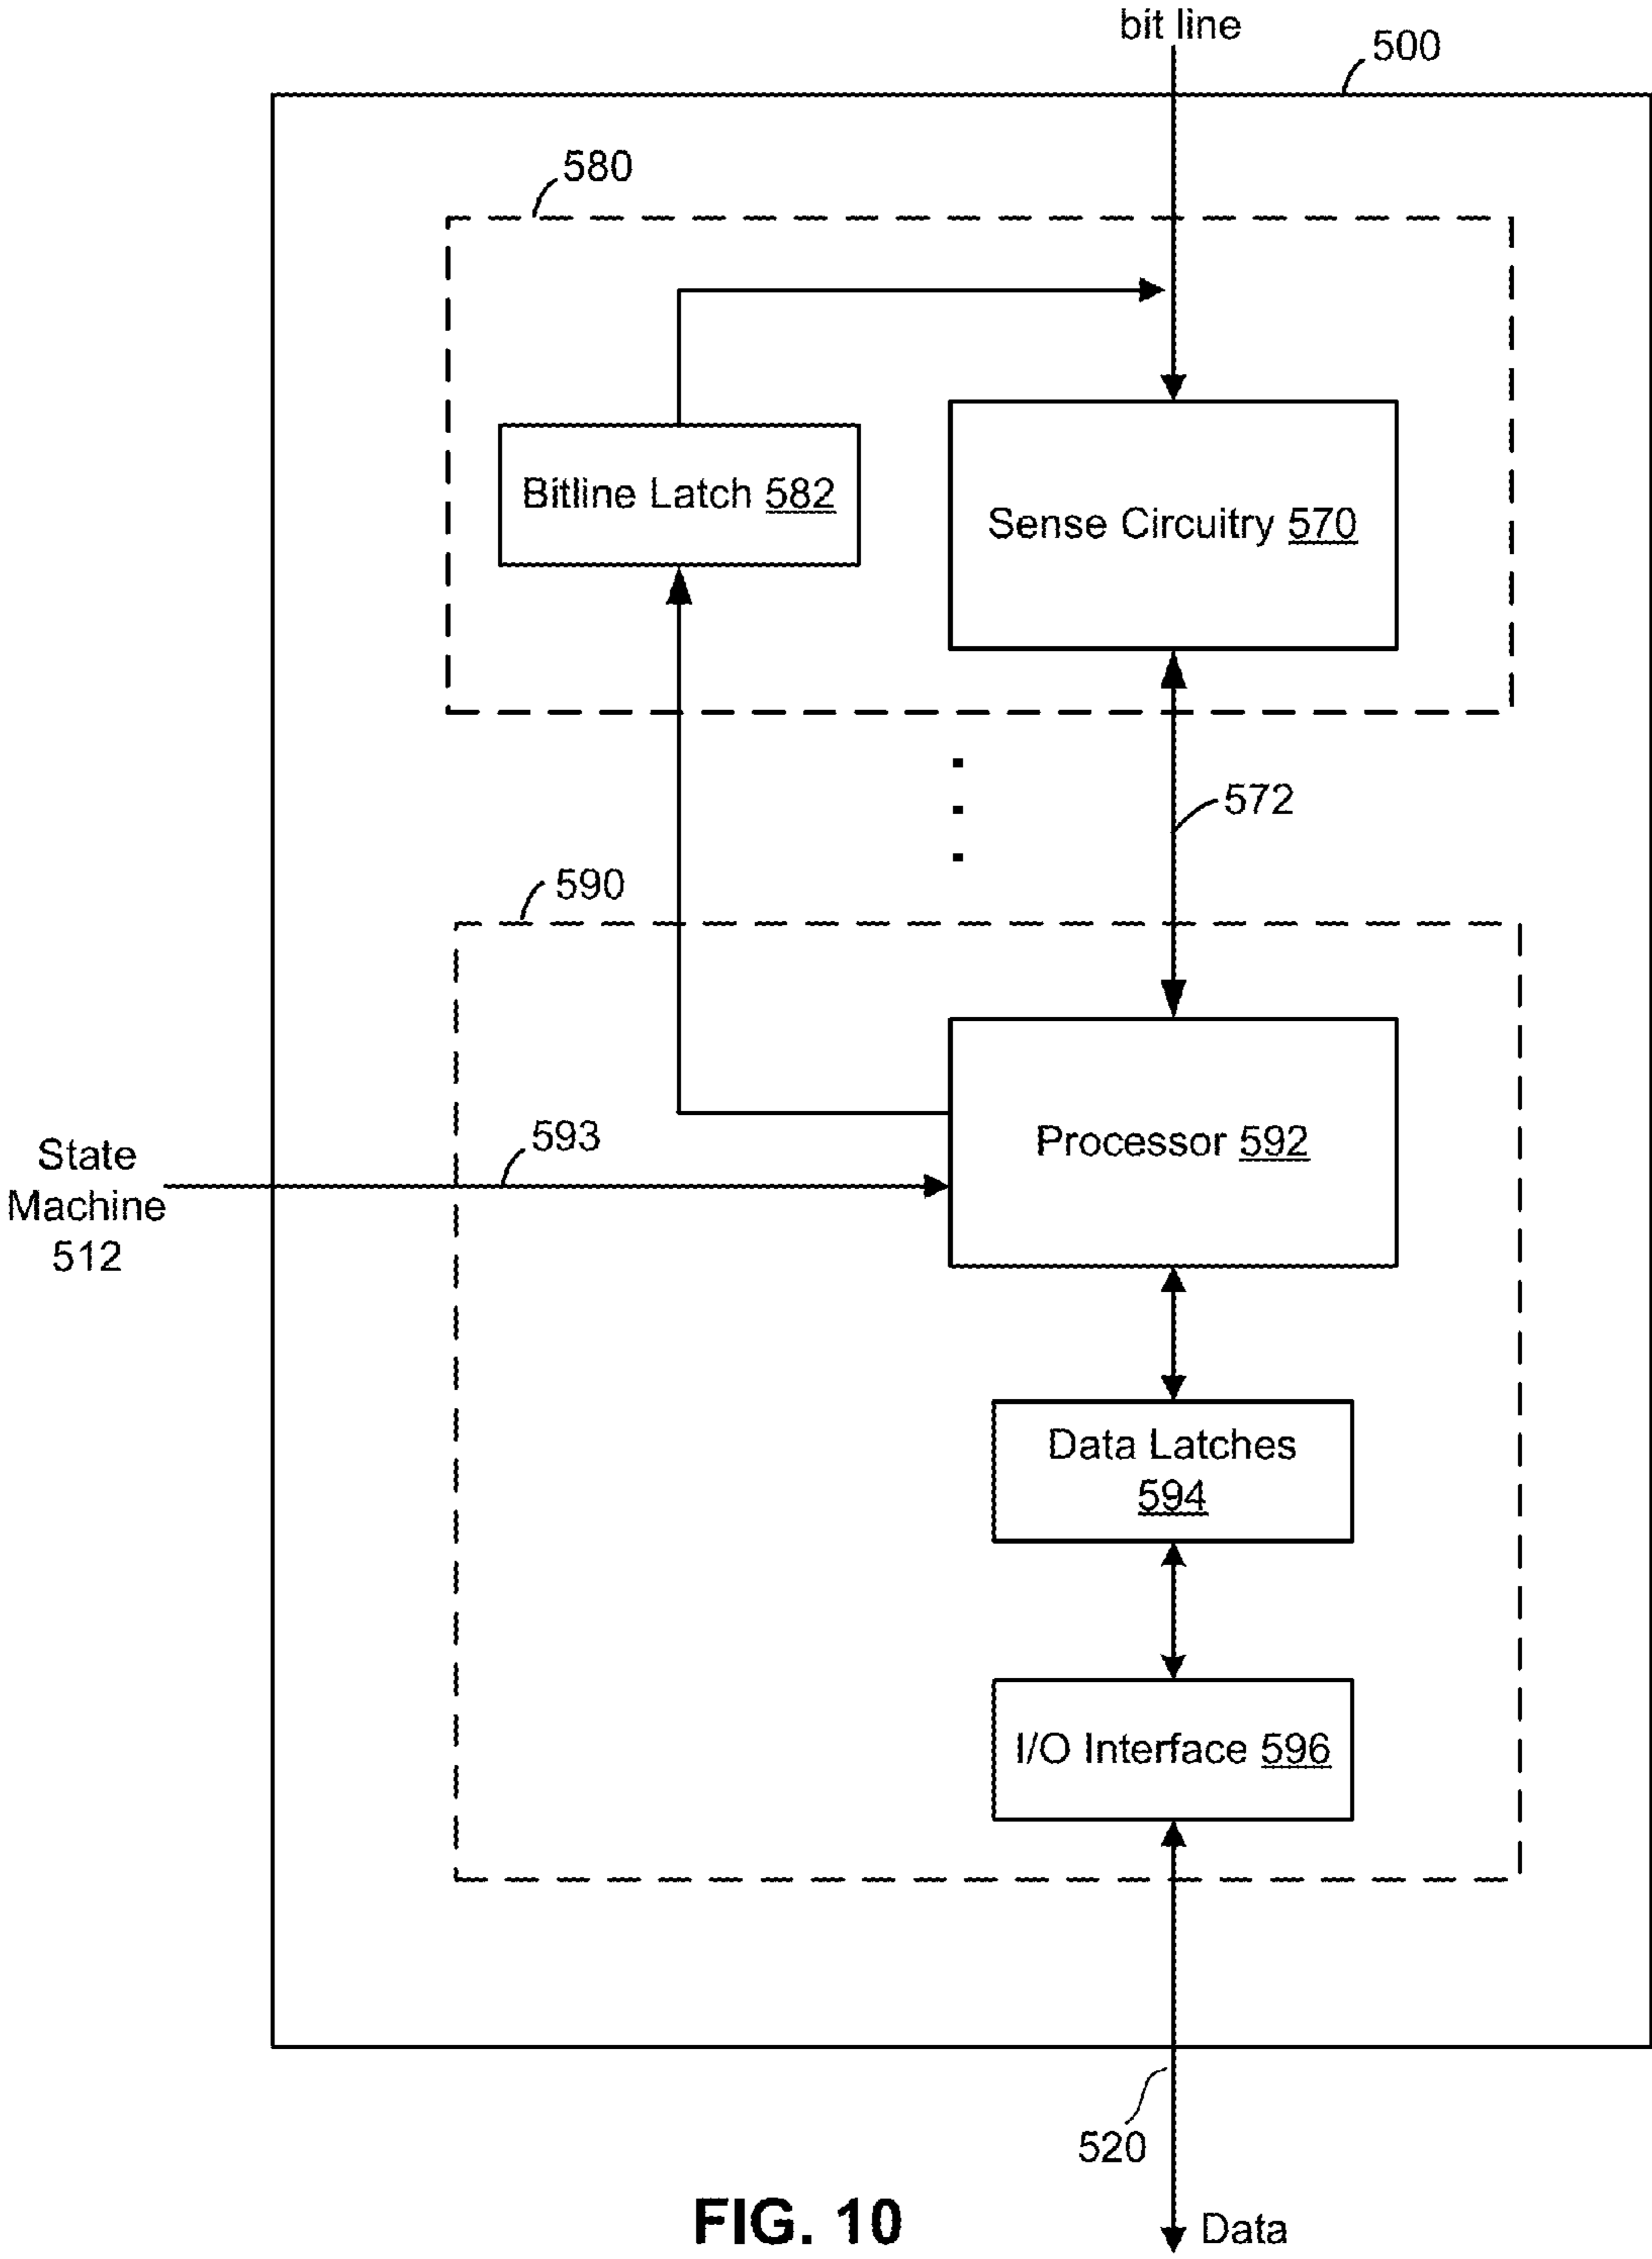 bit line
500
580
Bitline Latch 582
Sense Circuitry 570
572
590
593
State
Machine
512
Processor 592
Data Latches
594
I/O Interface 596
520
Data
FIG. 10